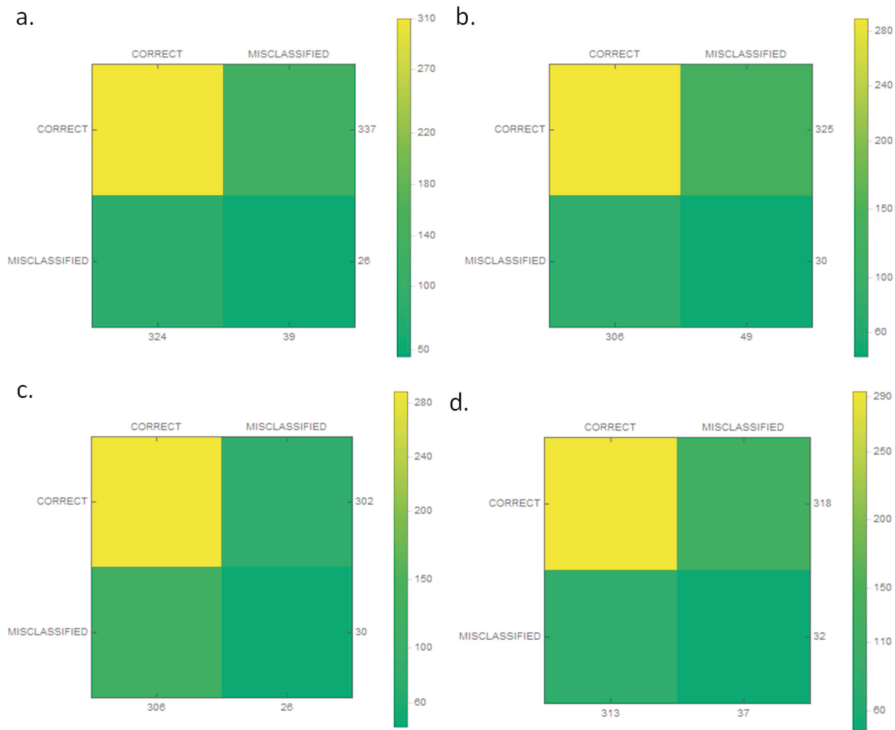 a.
CORRECT MISCLASSIFIED
CORRECT 337
MISCLASSIFIED 26
324 39
310
270
220
180
140
100
50
b.
CORRECT MISCLASSIFIED
CORRECT 325
MISCLASSIFIED 30
306 49
280
240
200
150
100
60
c.
CORRECT MISCLASSIFIED
CORRECT 302
MISCLASSIFIED 30
306 26
280
240
200
150
100
60
d.
CORRECT MISCLASSIFIED
CORRECT 318
MISCLASSIFIED 32
313 37
290
250
200
150
100
60